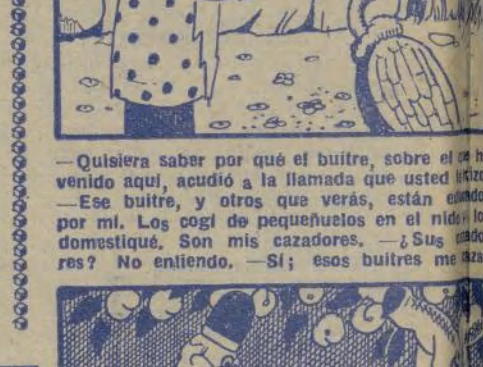 —Quisiera saber por qué el buitre, sobre el h
venido aquí, acudió a la llamada que usted
—Ese buitre, y otros que verás, están
por mí. Los cogí de pequeñuelos en el nido lo
domestiqué. Son mis cazadores. —¿Sus
res? No entiendo. —Sí; esos buitres me caza